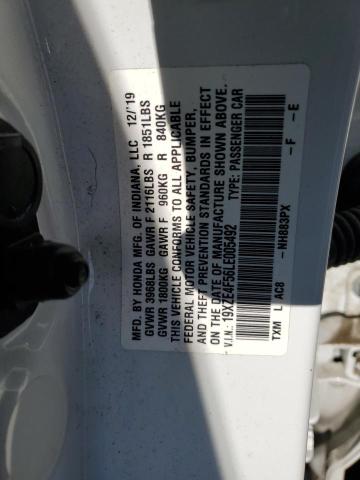 MFD. BY HONDA MFG. OF INDIANA, LLC 12/'19
GVWR 3968LBS GAWR F 2116LBS R 1851LBS
GVWR 1800KG GAWR F 960KG R 840KG
THIS VEHICLE CONFORMS TO ALL APPLICABLE
FEDERAL MOTOR VEHICLE SAFETY, BUMPER,
AND THEFT PREVENTION STANDARDS IN EFFECT
ON THE DATE OF MANUFACTURE SHOWN ABOVE.
V.I.N.: 19XZE4F56LE005492 TYPE: PASSENGER CAR
TXM L AC8 -NH883PX -F -E